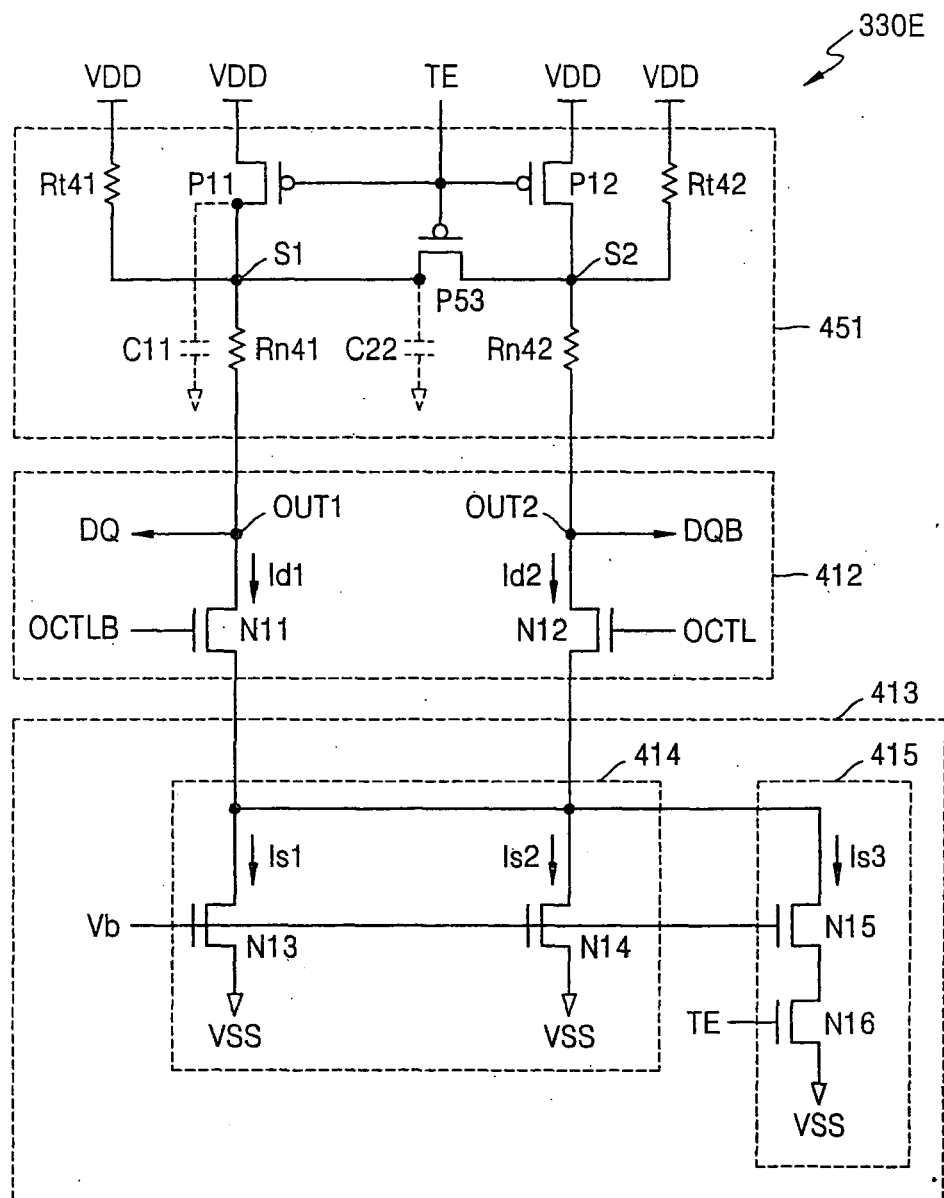 330E
VDD VDD TE VDD VDD
Rt41 P11 P12 Rt42
S1 S2
P53
C11 Rn41 C22 Rn42
451
DQ OUT1 OUT2 DQB
Id1 Id2
412
OCTLB N11 N12 OCTL
413
414 415
Is1 Is2 Is3
Vb N13 N14 N15
VSS VSS TE N16
VSS